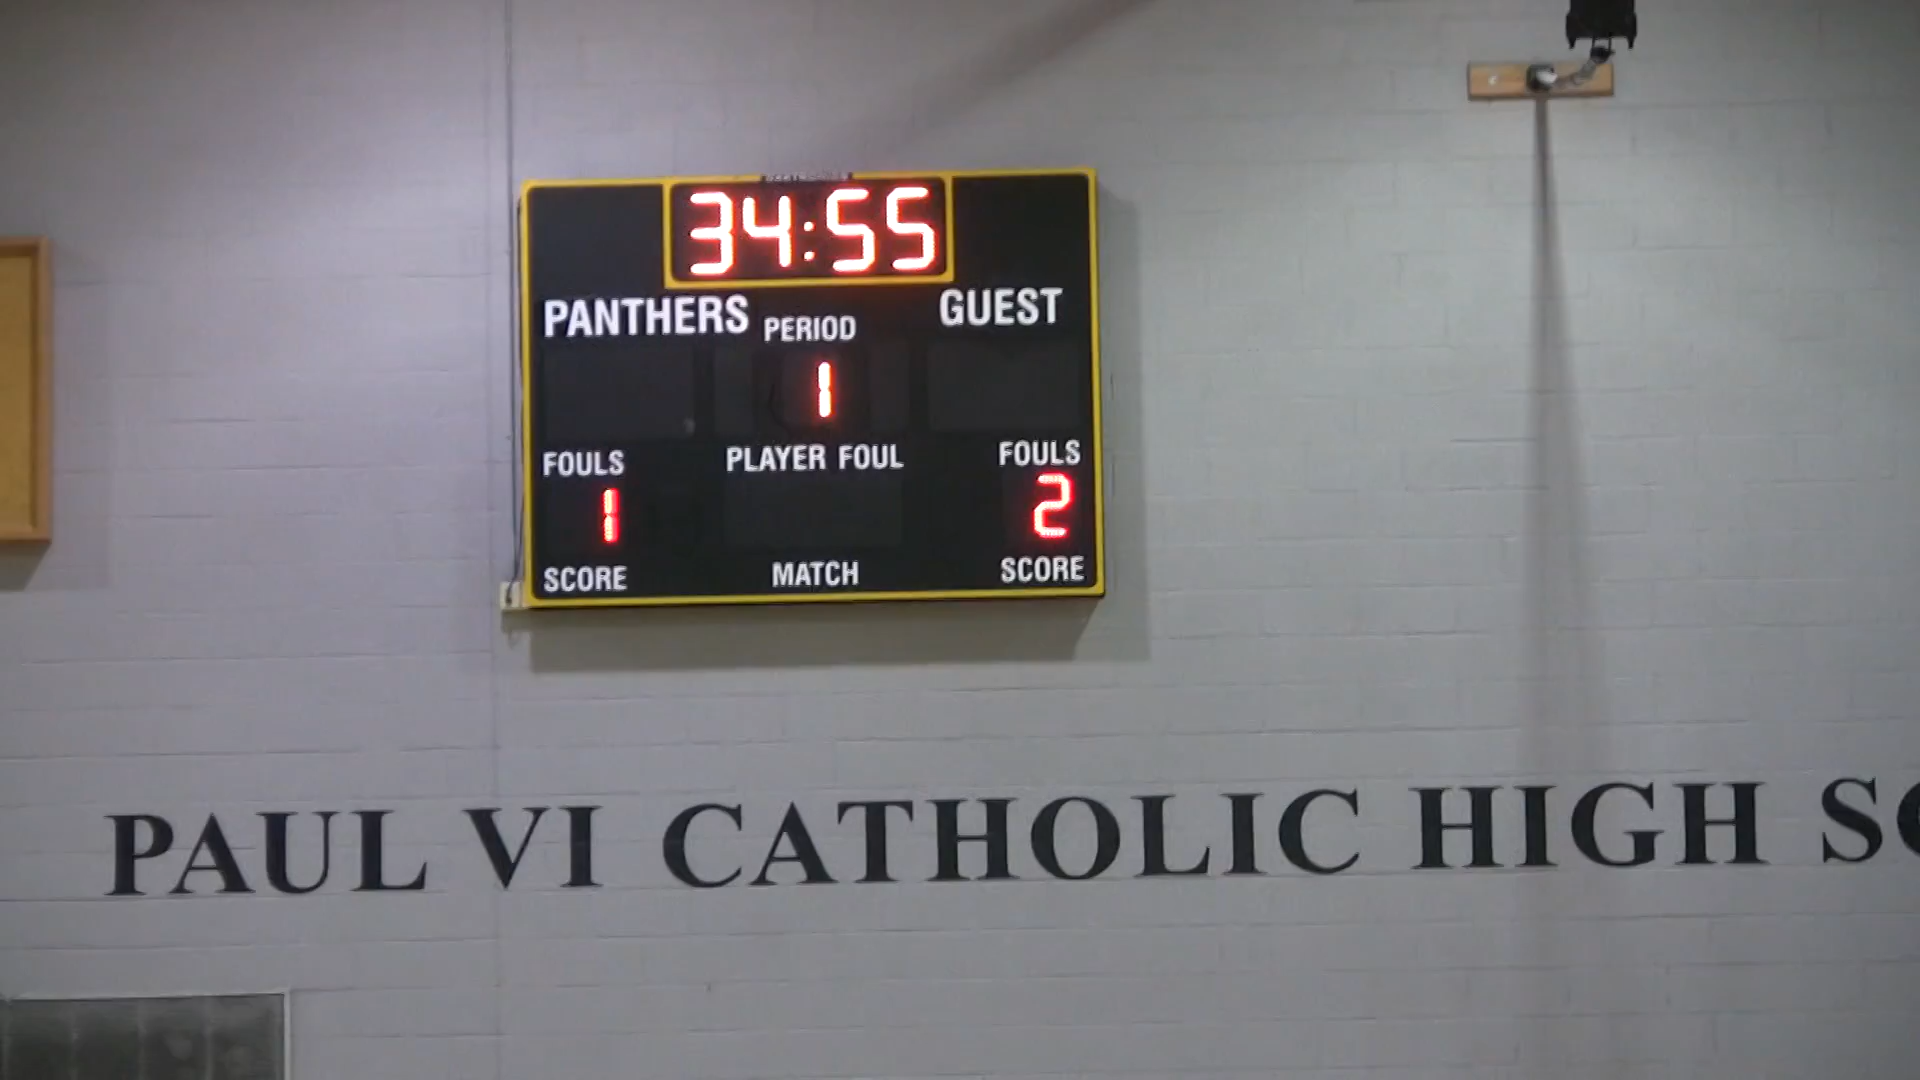 34:55
PANTHERS PERIOD GUEST
1
FOULS PLAYER FOUL FOULS
1 2
SCORE MATCH SCORE
PAUL VI CATHOLIC HIGH